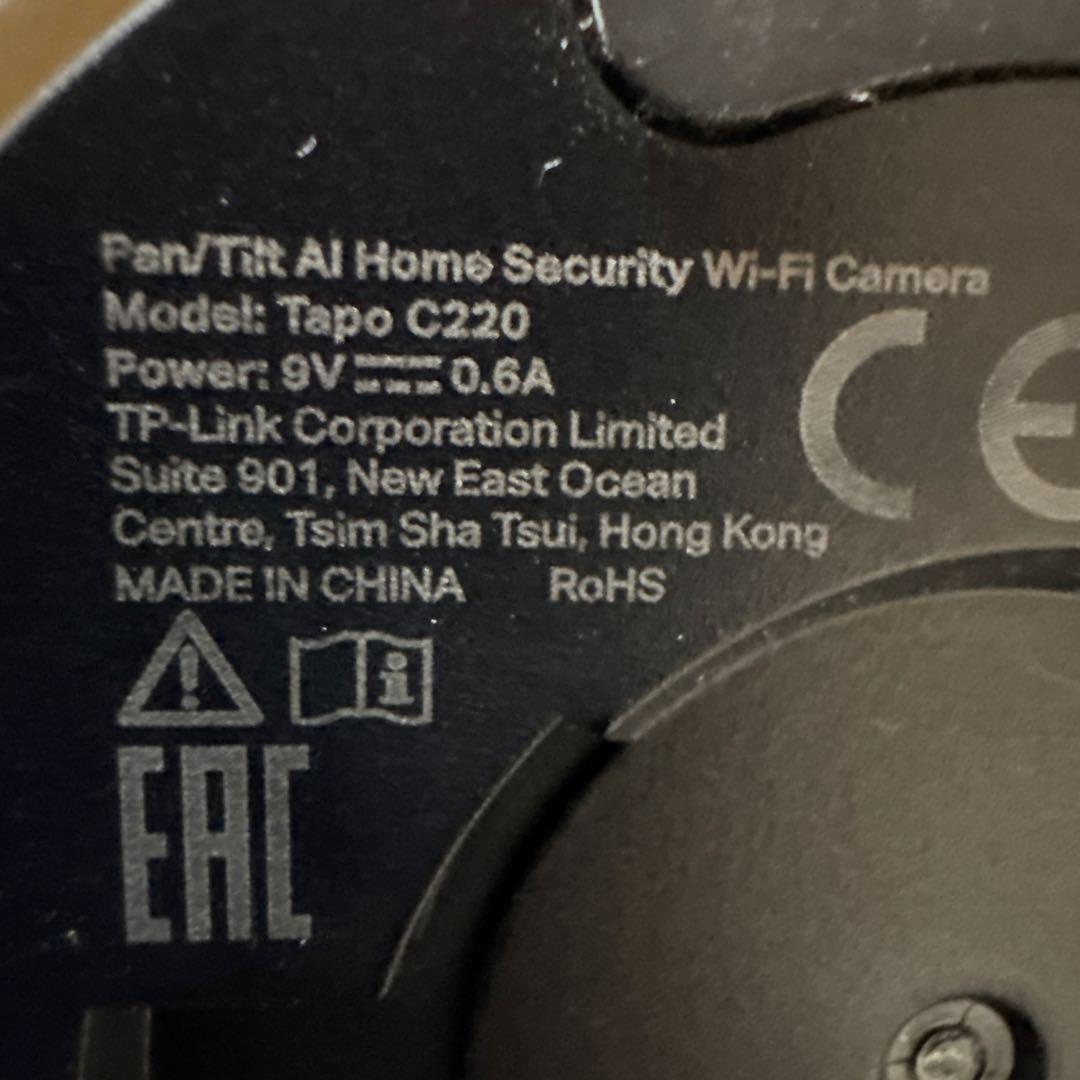 Pan/Tilt AI Home Security Wi-Fi Camera
Model: Tapo C220
Power: 9V ⎓ 0.6A
TP-Link Corporation Limited
Suite 901, New East Ocean
Centre, Tsim Sha Tsui, Hong Kong
MADE IN CHINA RoHS
CE
EAC